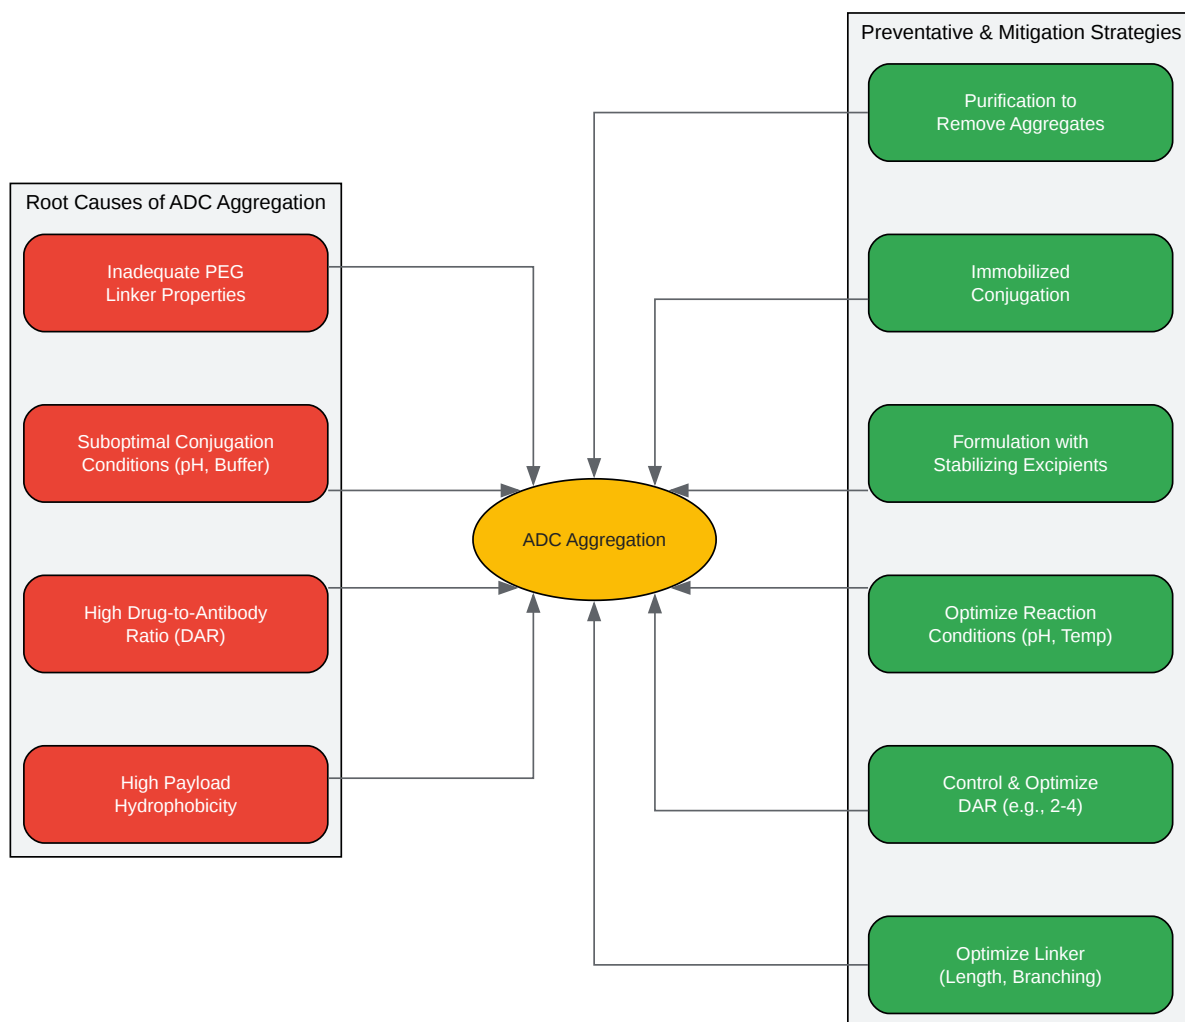 Root Causes of ADC Aggregation
Inadequate PEG
Linker Properties
Suboptimal Conjugation
Conditions (pH, Buffer)
High Drug-to-Antibody
Ratio (DAR)
High Payload
Hydrophobicity
ADC Aggregation
Preventative & Mitigation Strategies
Purification to
Remove Aggregates
Immobilized
Conjugation
Formulation with
Stabilizing Excipients
Optimize Reaction
Conditions (pH, Temp)
Control & Optimize
DAR (e.g., 2-4)
Optimize Linker
(Length, Branching)